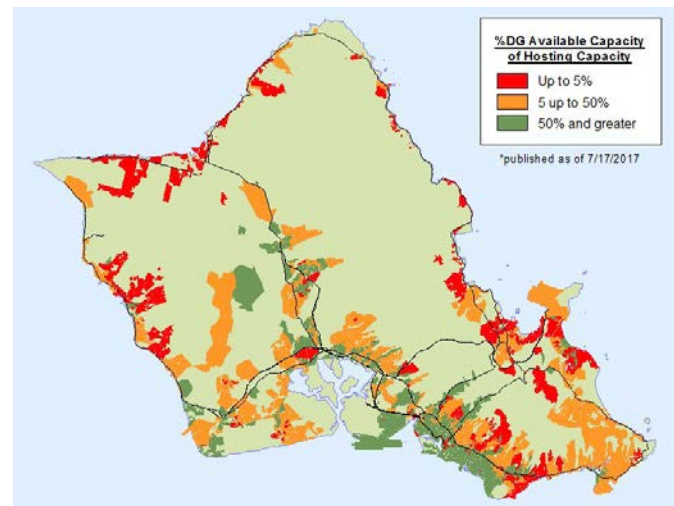 %DG Available Capacity
of Hosting Capacity
Up to 5%
5 up to 50%
50% and greater
*published as of 7/17/2017